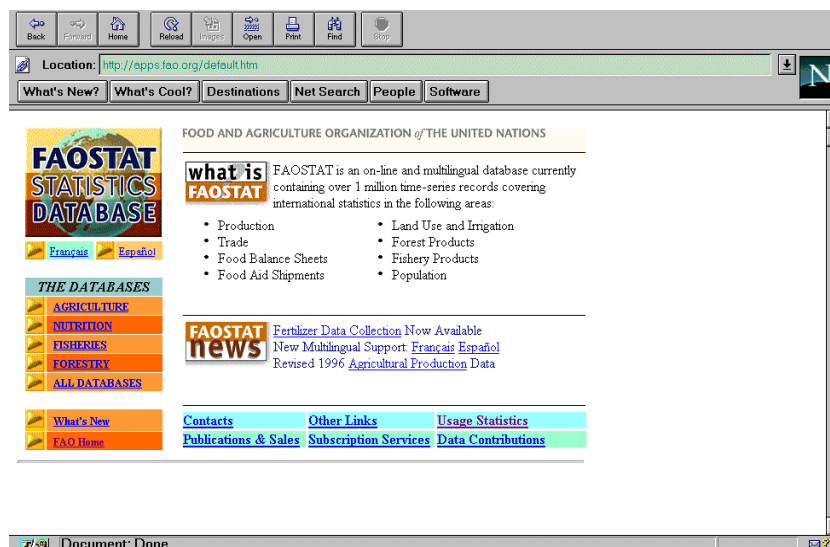 Back Forward Home Reload Images Open Print Find Stop
Location: http://apps.fao.org/default.htm
N
What's New? What's Cool? Destinations Net Search People Software
FAOSTAT
STATISTICS
DATABASE
Français Español
THE DATABASES
AGRICULTURE
NUTRITION
FISHERIES
FORESTRY
ALL DATABASES
What's New
FAO Home
FOOD AND AGRICULTURE ORGANIZATION of THE UNITED NATIONS
what is
FAOSTAT
FAOSTAT is an on-line and multilingual database currently
containing over 1 million time-series records covering
international statistics in the following areas:
• Production
• Trade
• Food Balance Sheets
• Food Aid Shipments
• Land Use and Irrigation
• Forest Products
• Fishery Products
• Population
FAOSTAT
news
Fertilizer Data Collection Now Available
New Multilingual Support: Français Español
Revised 1996 Agricultural Production Data
Contacts Other Links Usage Statistics
Publications & Sales Subscription Services Data Contributions
Document: Done